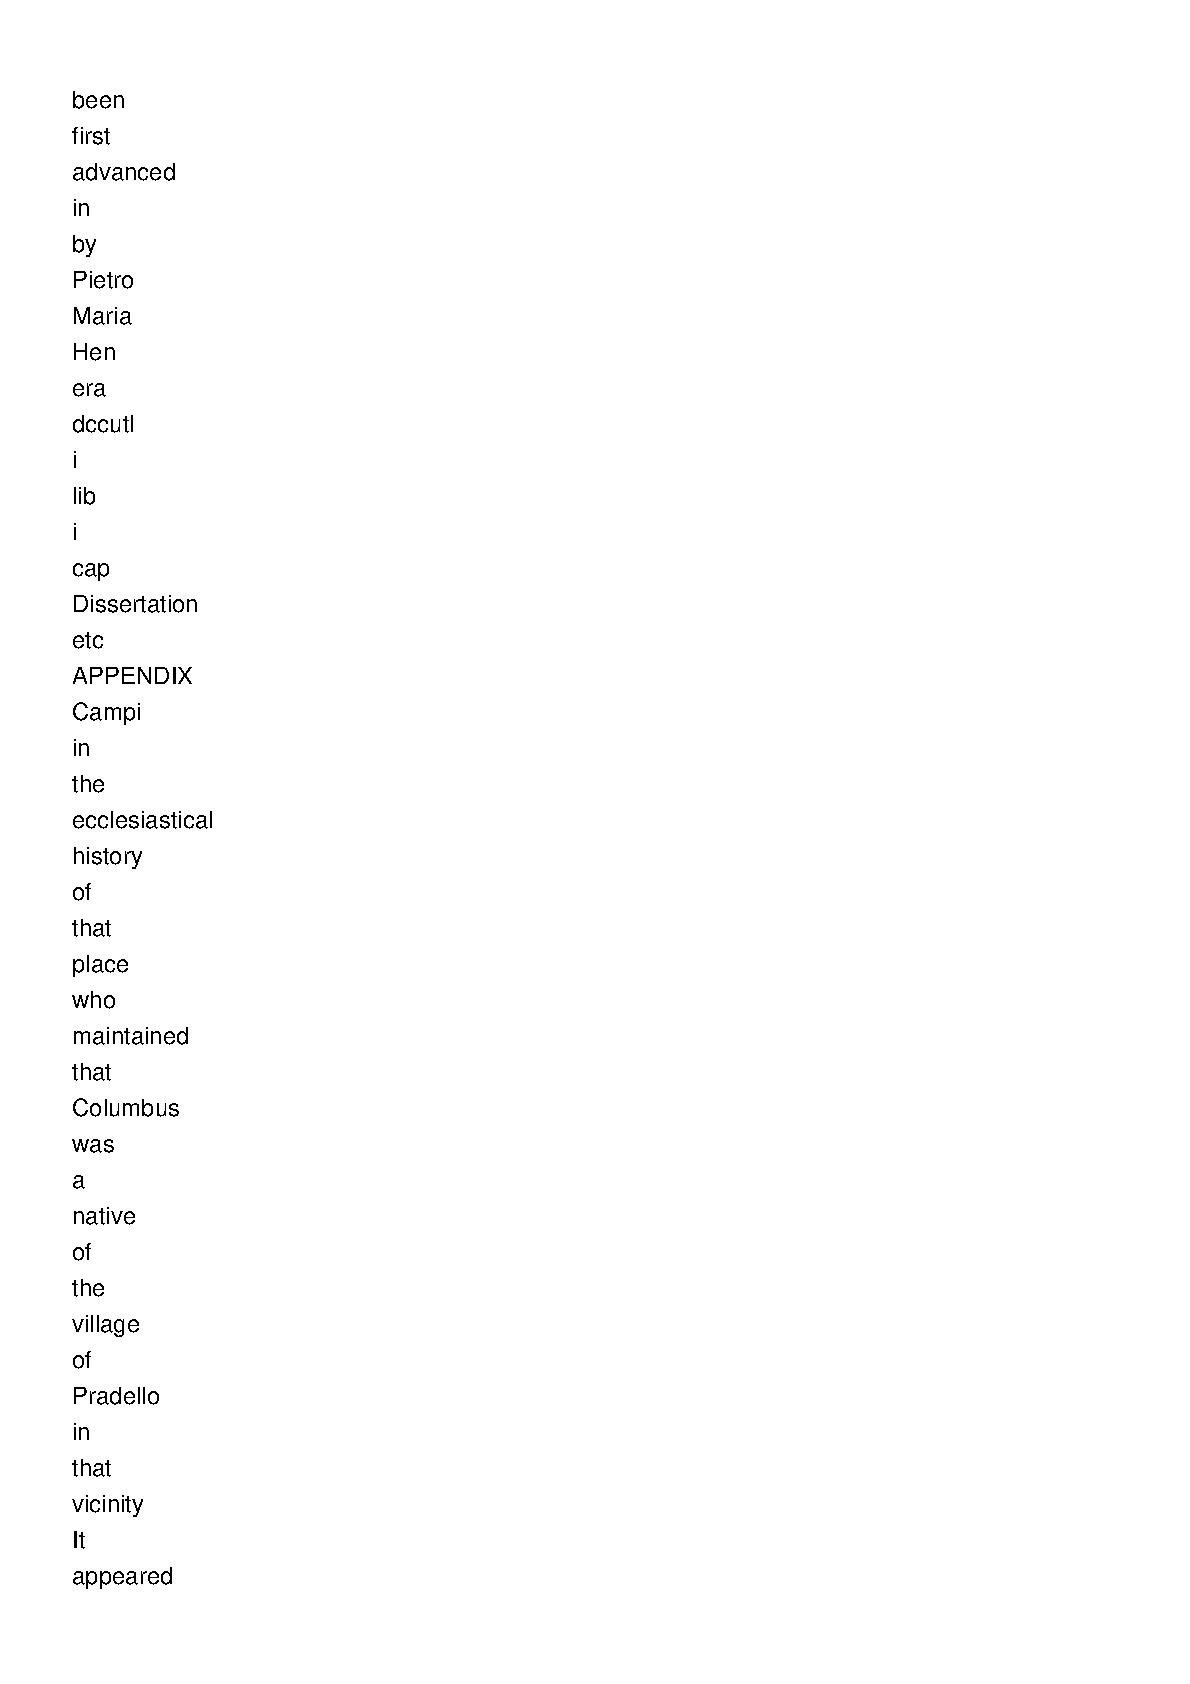 been
first
advanced
in
by
Pietro
Maria
Hen
era
dccutl
i
lib
i
cap
Dissertation
etc
APPENDIX
Campi
in
the
ecclesiastical
history
of
that
place
who
maintained
that
Columbus
was
a
native
of
the
village
of
Pradello
in
that
vicinity
It
appeared